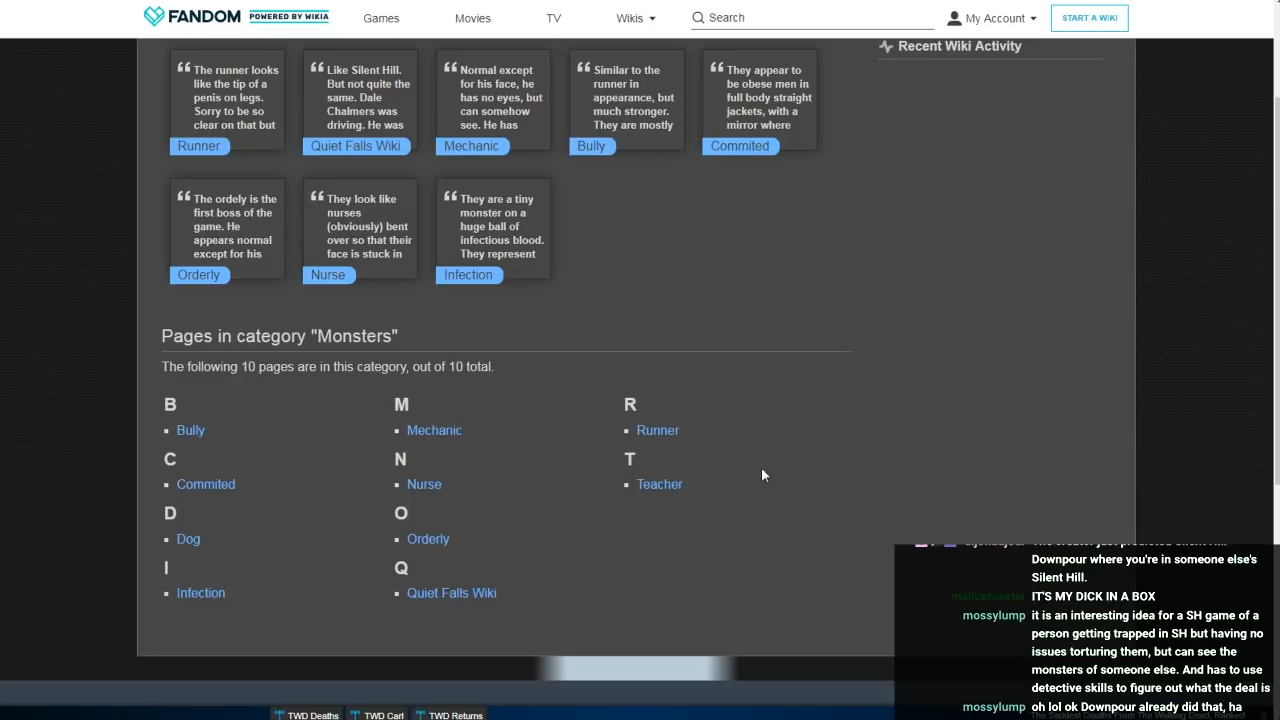 FANDOM POWERED BY WIKIA Games Movies TV Wikis Search My Account START A WIKI
Recent Wiki Activity
The runner looks
like the tip of a
penis on legs.
Sorry to be so
clear on that but
Runner
Like Silent Hill.
But not quite the
same. Dale
Chalmers was
driving. He was
Quiet Falls Wiki
Normal except
for his face, he
has no eyes, but
can somehow
see. He has
Mechanic
Similar to the
runner in
appearance, but
much stronger.
They are mostly
Bully
They appear to
be obese men in
full body straight
jackets, with a
mirror where
Commited
The ordely is the
first boss of the
game. He
appears normal
except for his
Orderly
They look like
nurses
(obviously) bent
over so that their
face is stuck in
Nurse
They are a tiny
monster on a
huge ball of
infectious blood.
They represent
Infection
Pages in category "Monsters"
The following 10 pages are in this category, out of 10 total.
B
Bully
C
Commited
D
Dog
I
Infection
M
Mechanic
N
Nurse
O
Orderly
Q
Quiet Falls Wiki
R
Runner
T
Teacher
Downpour where you're in someone else's
Silent Hill.
malicetoaster IT'S MY DICK IN A BOX
mossylump it is an interesting idea for a SH game of a
person getting trapped in SH but having no
issues torturing them, but can see the
monsters of someone else. And has to use
detective skills to figure out what the deal is
mossylump oh lol ok Downpour already did that, ha
TWD Deaths TWD Carl TWD Returns
The Saddest Deaths From The Walking Dead, Ranked